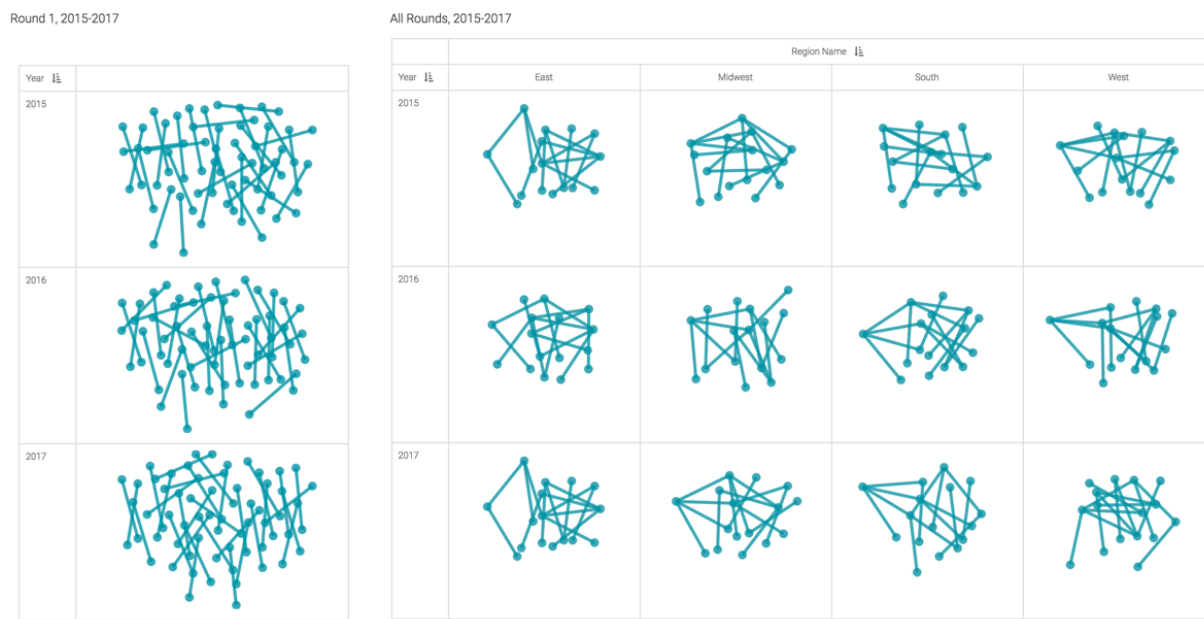 Round 1, 2015-2017
Year
2015
2016
2017
All Rounds, 2015-2017
Region Name
Year
East
Midwest
South
West
2015
2016
2017